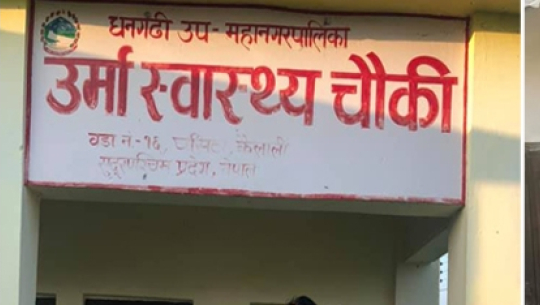 धनगढी उप-महानगरपालिका
उर्मा स्वास्थ्य चौकी
वडा नं.-१६, कैलाली
सुदूरपश्चिम प्रदेश, नेपाल